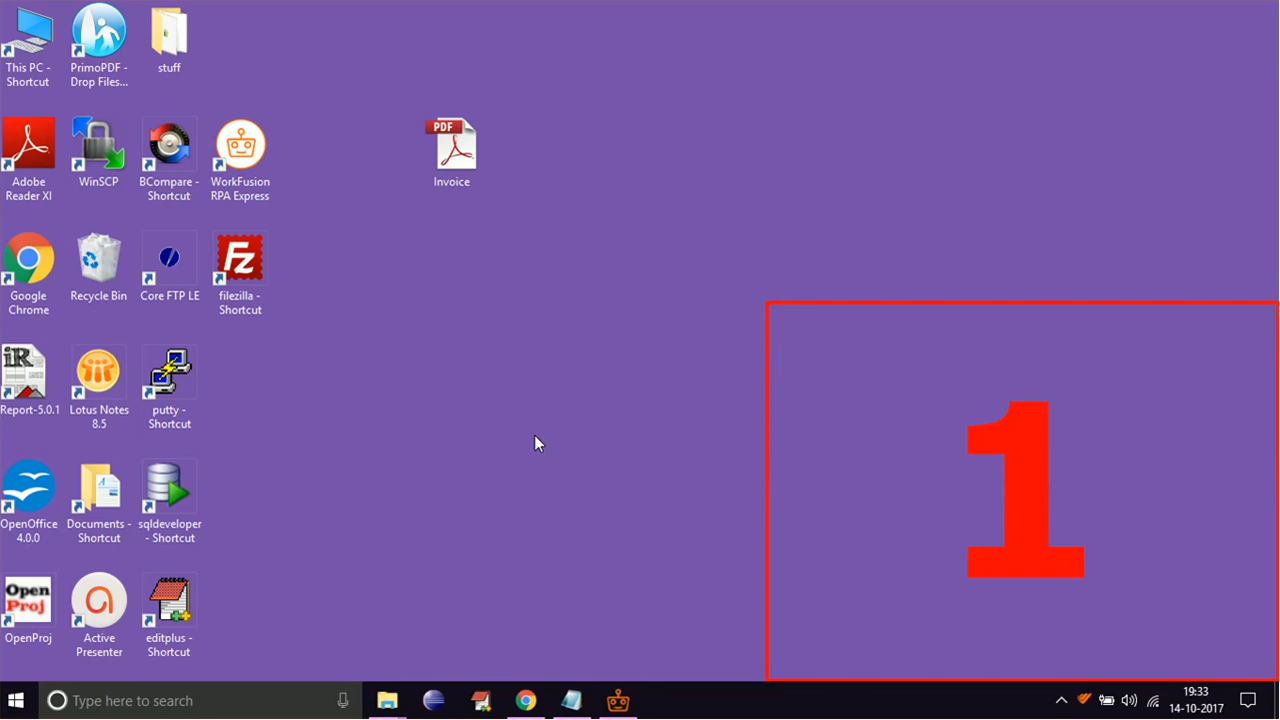 This PC -
Shortcut
PrimoPDF -
Drop Files...
stuff
Adobe
Reader XI
WinSCP
BCompare -
Shortcut
WorkFusion
RPA Express
PDF
Invoice
Google
Chrome
Recycle Bin
Core FTP LE
Fz
filezilla -
Shortcut
iR
Report-5.0.1
Lotus Notes
8.5
putty -
Shortcut
OpenOffice
4.0.0
Documents -
Shortcut
sqldeveloper
- Shortcut
Open
Proj
OpenProj
Active
Presenter
editplus -
Shortcut
1
Type here to search
19:33
14-10-2017